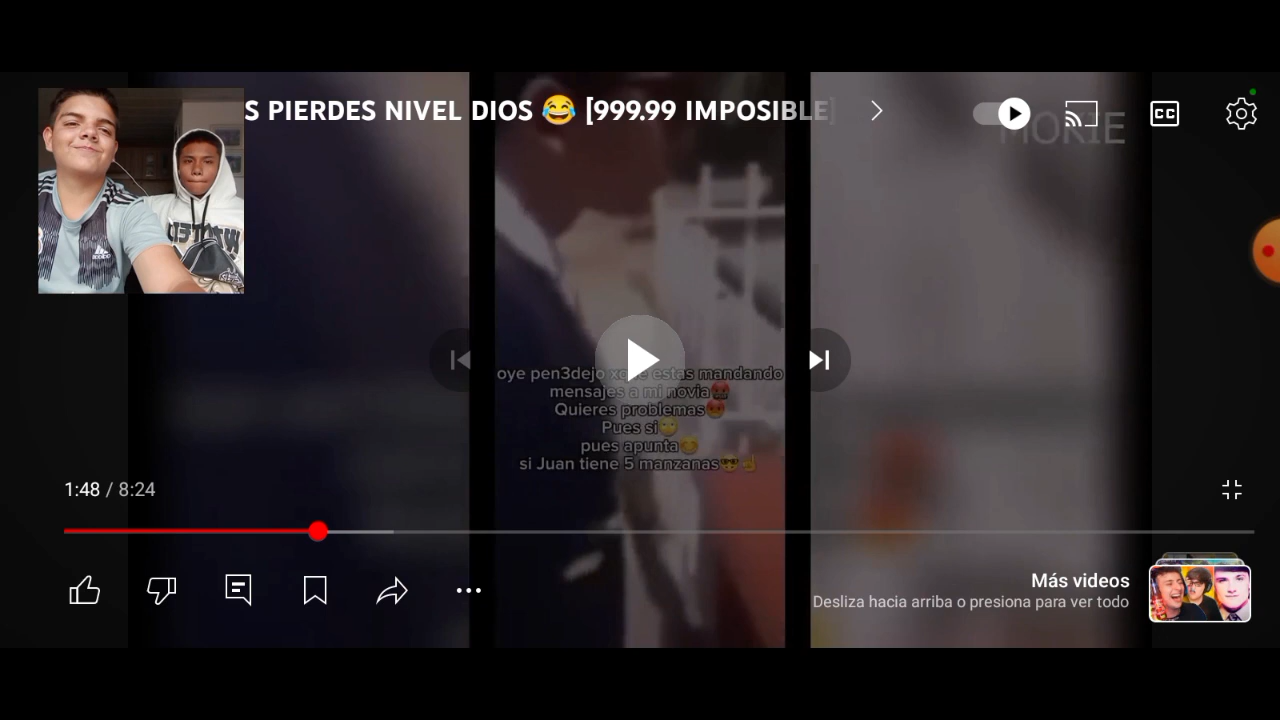 S PIERDES NIVEL DIOS 😂 [999.99 IMPOSIBLE]
CC
oye pen3dejo estas mandando
mensajes a mi novia😡
Quieres problemas😡
Pues si🙄
pues apunta😊
si Juan tiene 5 manzanas🤓☝
1:48 / 8:24
Más videos
Desliza hacia arriba o presiona para ver todo